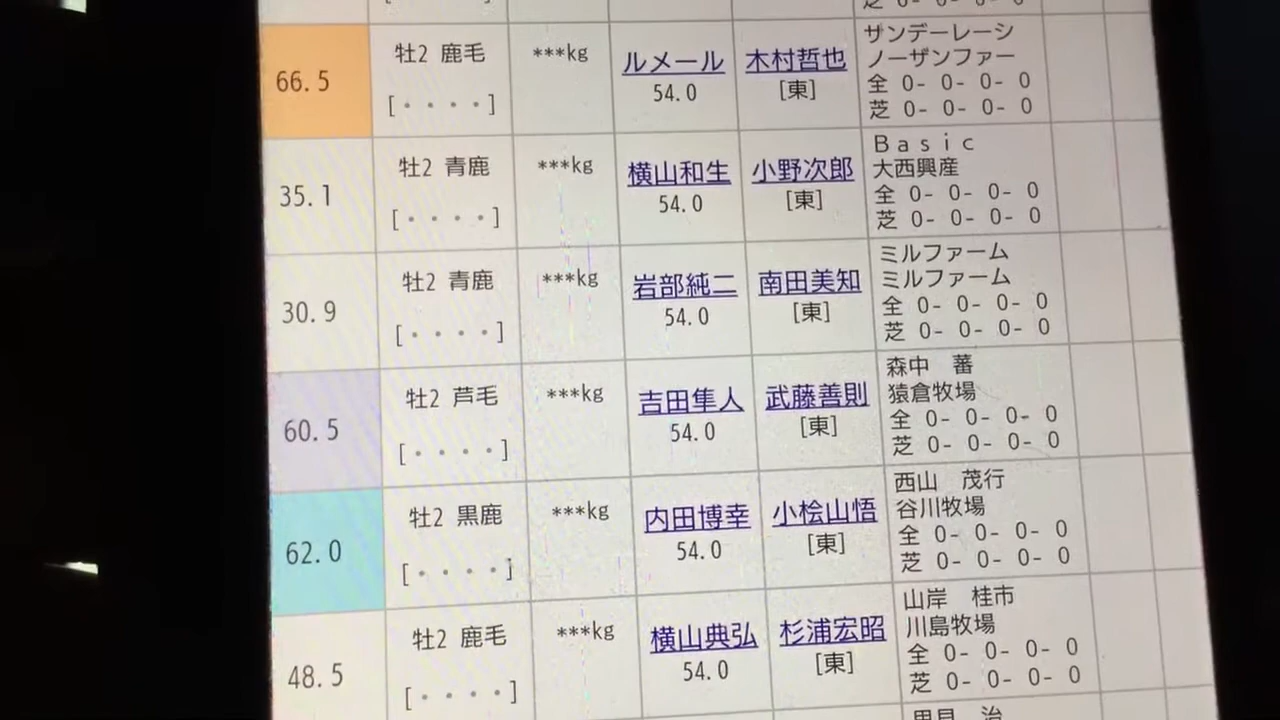 芝 0- 0- 0- 0
66.5 牡2 鹿毛 ***kg ルメール 木村哲也 サンデーレーシ
ノーザンファー
[・・・・] 54.0 [東] 全 0- 0- 0- 0
芝 0- 0- 0- 0
35.1 牡2 青鹿 ***kg 横山和生 小野次郎 Ｂａｓｉｃ
大西興産
[・・・・] 54.0 [東] 全 0- 0- 0- 0
芝 0- 0- 0- 0
30.9 牡2 青鹿 ***kg 岩部純二 南田美知 ミルファーム
ミルファーム
[・・・・] 54.0 [東] 全 0- 0- 0- 0
芝 0- 0- 0- 0
60.5 牡2 芦毛 ***kg 吉田隼人 武藤善則 森中　蕃
猿倉牧場
[・・・・] 54.0 [東] 全 0- 0- 0- 0
芝 0- 0- 0- 0
62.0 牡2 黒鹿 ***kg 内田博幸 小桧山悟 西山　茂行
谷川牧場
[・・・・] 54.0 [東] 全 0- 0- 0- 0
芝 0- 0- 0- 0
48.5 牡2 鹿毛 ***kg 横山典弘 杉浦宏昭 山岸　桂市
川島牧場
[・・・・] 54.0 [東] 全 0- 0- 0- 0
芝 0- 0- 0- 0